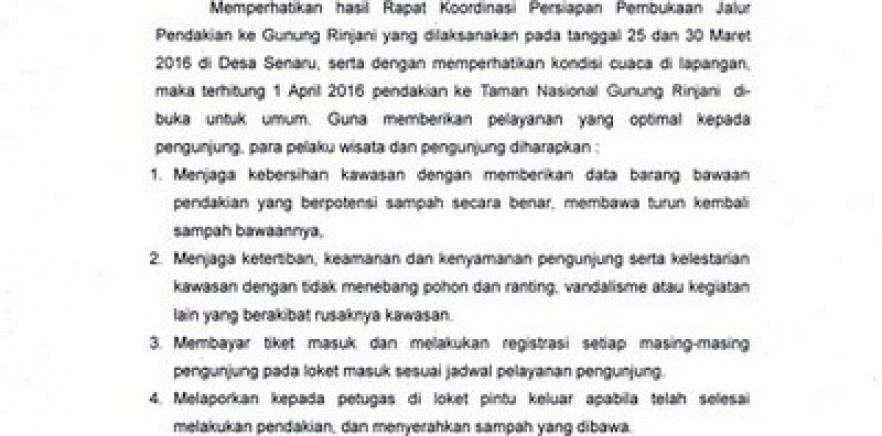 Memperhatikan hasil Rapat Koordinasi Persiapan Pembukaan Jalur
Pendakian ke Gunung Rinjani yang dilaksanakan pada tanggal 25 dan 30 Maret
2016 di Desa Senaru, serta dengan memperhatikan kondisi cuaca di lapangan,
maka terhitung 1 April 2016 pendakian ke Taman Nasional Gunung Rinjani di-
buka untuk umum. Guna memberikan pelayanan yang optimal kepada
pengunjung, para pelaku wisata dan pengunjung diharapkan :
1. Menjaga kebersihan kawasan dengan memberikan data barang bawaan
pendakian yang berpotensi sampah secara benar, membawa turun kembali
sampah bawaannya,
2. Menjaga ketertiban, keamanan dan kenyamanan pengunjung serta kelestarian
kawasan dengan tidak menebang pohon dan ranting, vandalisme atau kegiatan
lain yang berakibat rusaknya kawasan.
3. Membayar tiket masuk dan melakukan registrasi setiap masing-masing
pengunjung pada loket masuk sesuai jadwal pelayanan pengunjung.
4. Melaporkan kepada petugas di loket pintu keluar apabila telah selesai
melakukan pendakian, dan menyerahkan sampah yang dibawa.